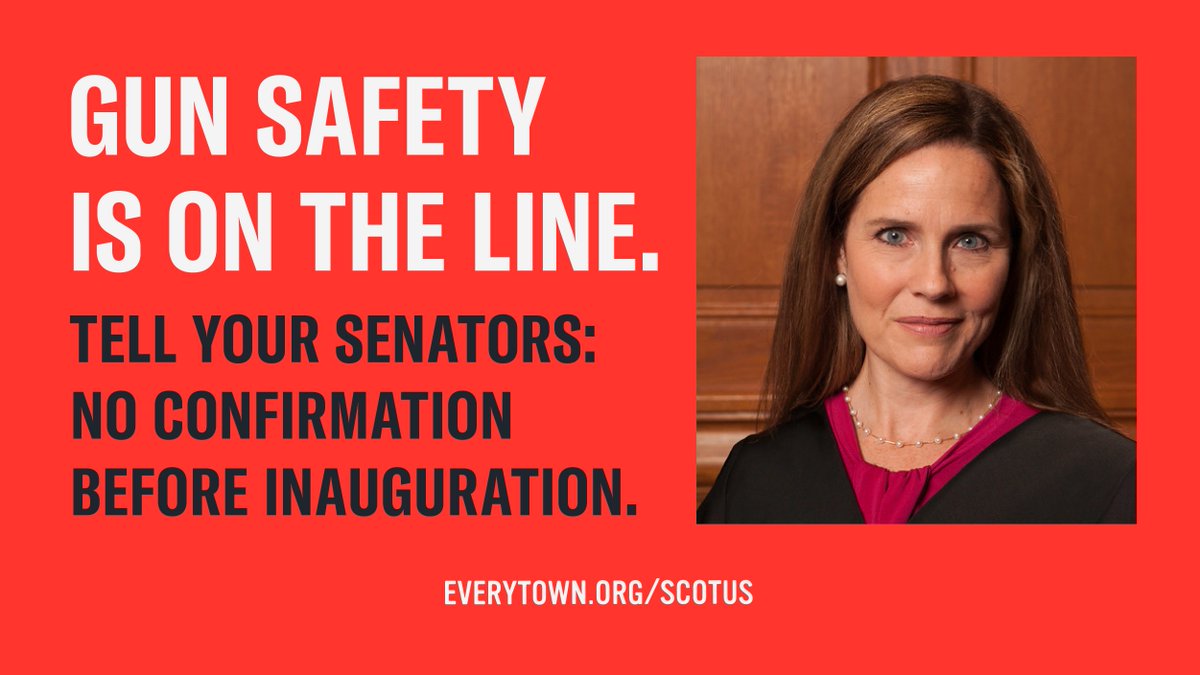 GUN SAFETY
IS ON THE LINE.
TELL YOUR SENATORS:
NO CONFIRMATION
BEFORE INAUGURATION.
EVERYTOWN.ORG/SCOTUS